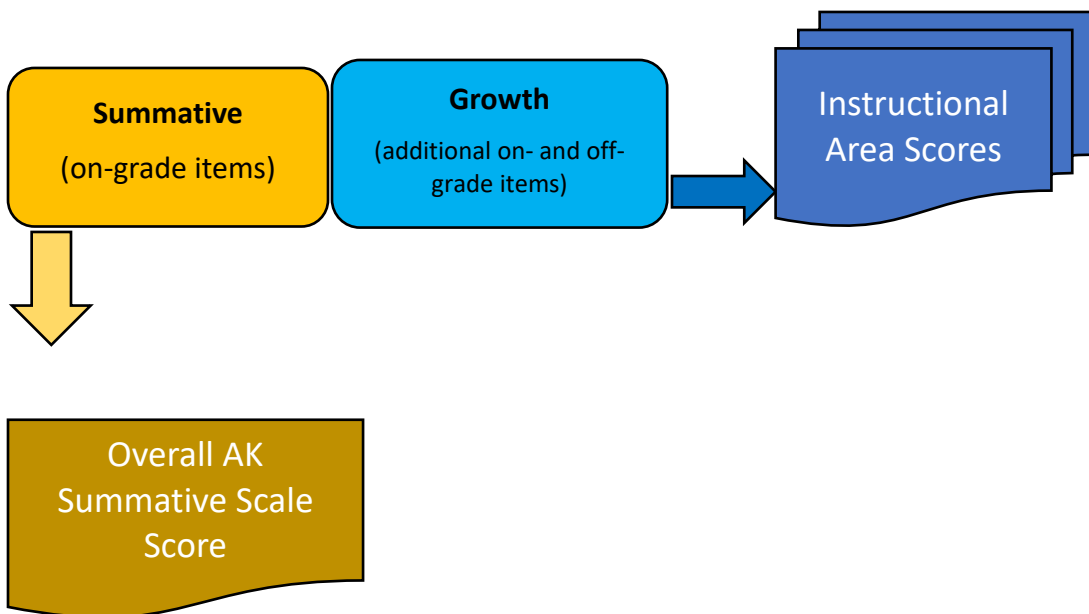 Summative
(on-grade items)
Growth
(additional on- and off-
grade items)
Instructional
Area Scores
Overall AK
Summative Scale
Score